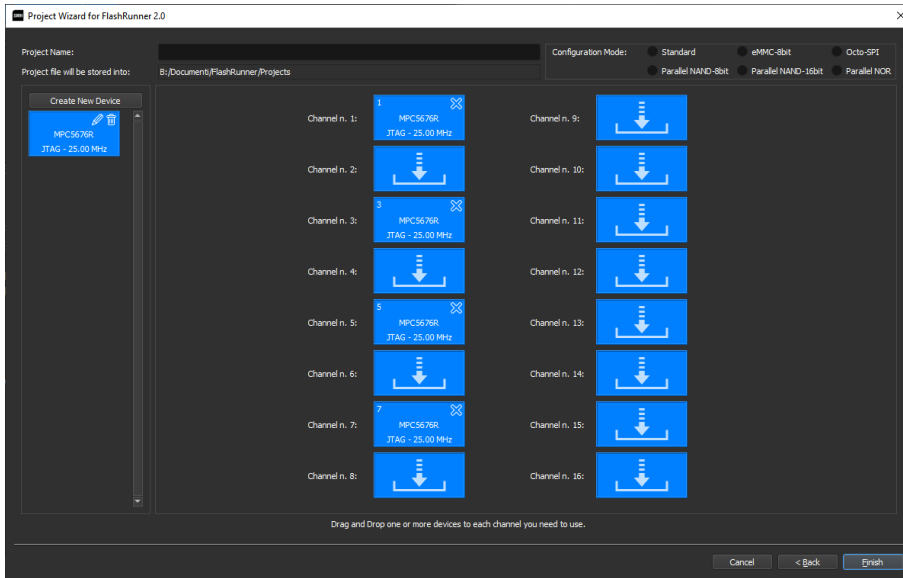 Project Wizard for FlashRunner 2.0
Project Name:
Configuration Mode: Standard eMMC-8bit Octo-SPI
Project file will be stored into: B:/Documenti/FlashRunner/Projects
Parallel NAND-8bit Parallel NAND-16bit Parallel NOR
Create New Device
MPC5676R
JTAG - 25.00 MHz
Channel n. 1:
1
MPC5676R
JTAG - 25.00 MHz
Channel n. 2:
Channel n. 3:
3
MPC5676R
JTAG - 25.00 MHz
Channel n. 4:
Channel n. 5:
5
MPC5676R
JTAG - 25.00 MHz
Channel n. 6:
Channel n. 7:
7
MPC5676R
JTAG - 25.00 MHz
Channel n. 8:
Channel n. 9:
Channel n. 10:
Channel n. 11:
Channel n. 12:
Channel n. 13:
Channel n. 14:
Channel n. 15:
Channel n. 16:
Drag and Drop one or more devices to each channel you need to use.
Cancel < Back Finish